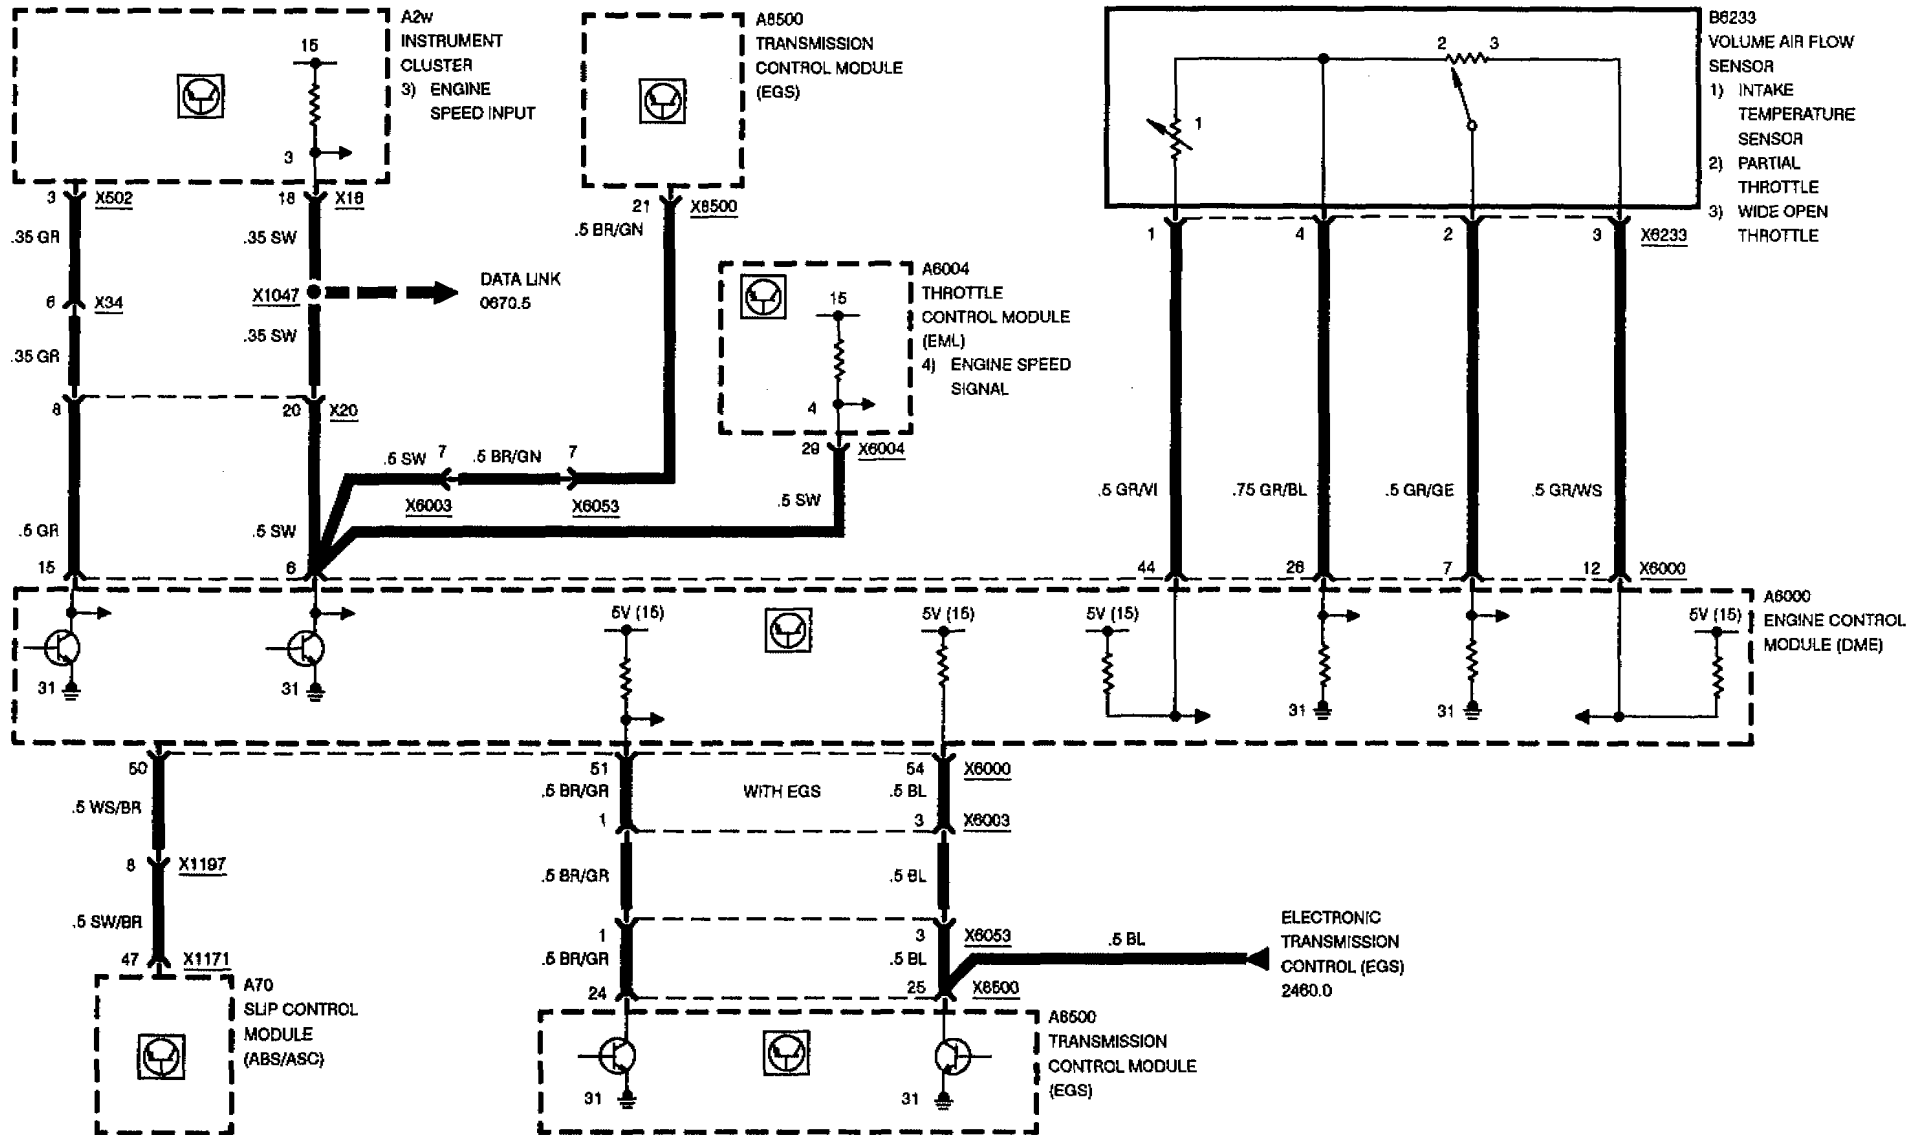 A2w
INSTRUMENT
CLUSTER
3) ENGINE
SPEED INPUT
15
3
3
X502
18
X16
.35 GR
.35 SW
6
X34
X1047
DATA LINK
0670.5
.35 SW
.35 GR
8
20
X20
.5 GR
.5 SW
15
6
A8500
TRANSMISSION
CONTROL MODULE
(EGS)
21
X8500
.5 BR/GN
.5 SW
7
.5 BR/GN
7
X6003
X6053
A6004
THROTTLE
CONTROL MODULE
(EML)
4) ENGINE SPEED
SIGNAL
15
4
29
X6004
.5 SW
B6233
VOLUME AIR FLOW
SENSOR
1) INTAKE
TEMPERATURE
SENSOR
2) PARTIAL
THROTTLE
3) WIDE OPEN
THROTTLE
2
3
1
1
4
2
3
X6233
.5 GR/VI
.75 GR/BL
.5 GR/GE
.5 GR/WS
44
26
7
12
X6000
A6000
ENGINE CONTROL
MODULE (DME)
5V (15)
5V (15)
5V (15)
5V (15)
31
31
31
31
50
51
54
X6000
.5 WS/BR
.5 BR/GR
WITH EGS
.5 BL
1
3
X6003
8
X1197
.5 BR/GR
.5 BL
.5 SW/BR
1
3
X6053
.5 BL
47
X1171
.5 BR/GR
.5 BL
24
25
X8500
ELECTRONIC
TRANSMISSION
CONTROL (EGS)
2460.0
A70
SLIP CONTROL
MODULE
(ABS/ASC)
A8500
TRANSMISSION
CONTROL MODULE
(EGS)
31
31